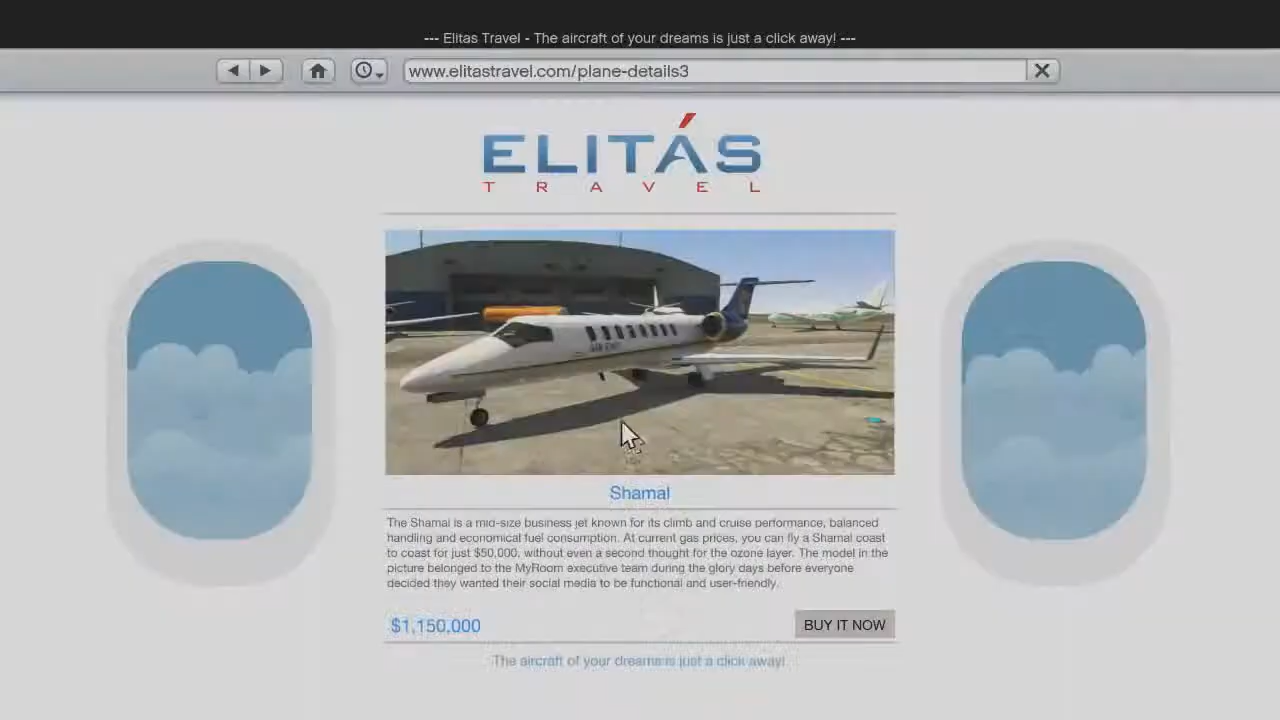 --- Elitas Travel - The aircraft of your dreams is just a click away! ---
www.elitastravel.com/plane-details3
ELITÁS
TRAVEL
Shamal
The Shamal is a mid-size business jet known for its climb and cruise performance, balanced
handling and economical fuel consumption. At current gas prices, you can fly a Shamal coast
to coast for just $50,000, without even a second thought for the ozone layer. The model in the
picture belonged to the MyRoom executive team during the glory days before everyone
decided they wanted their social media to be functional and user-friendly.
$1,150,000
BUY IT NOW
The aircraft of your dreams is just a click away!